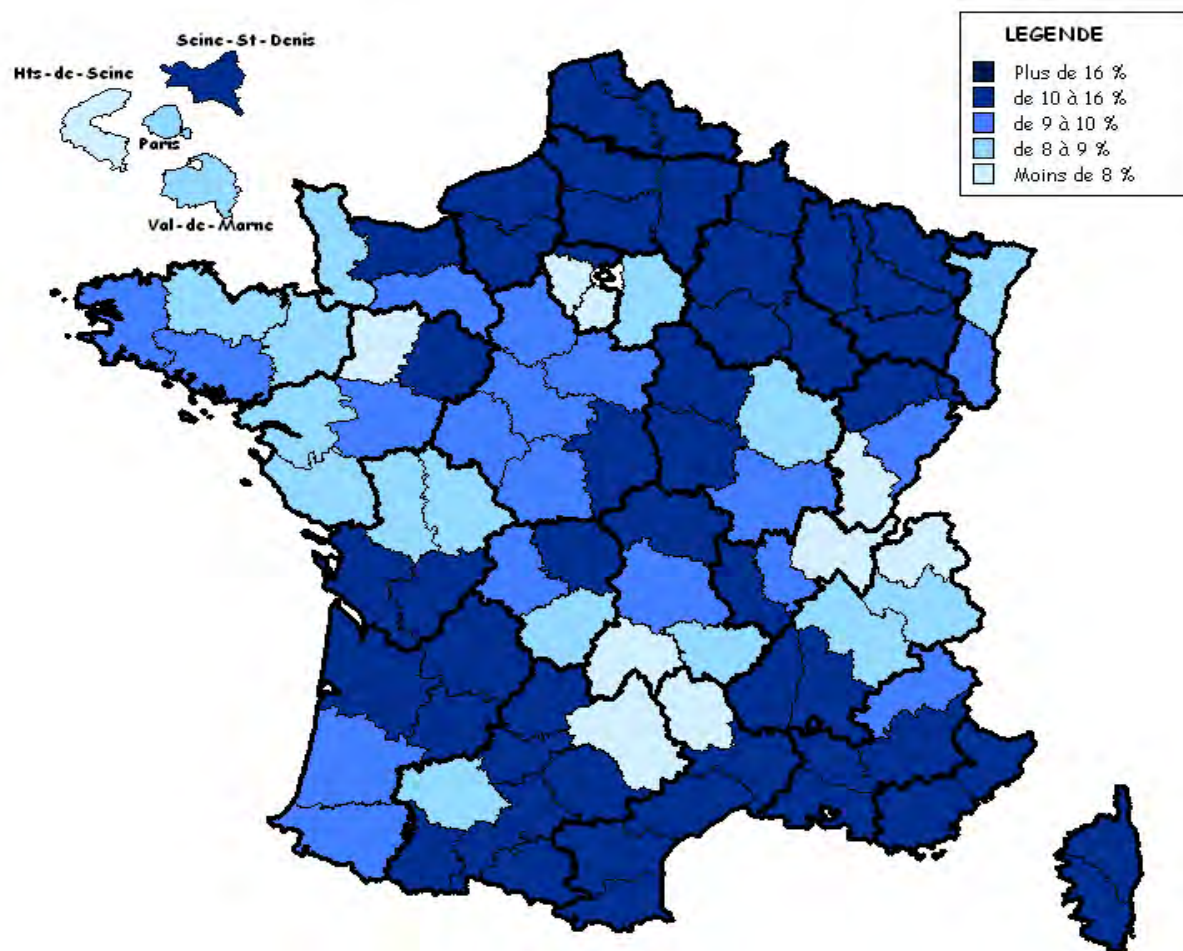 Seine-St-Denis
Hts-de-Seine
Paris
Val-de-Marne
LEGENDE
Plus de 16 %
de 10 à 16 %
de 9 à 10 %
de 8 à 9 %
Moins de 8 %